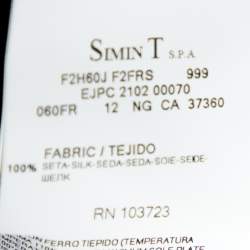 SIMIN T S.P.A.
F2H60J F2FRS 999
EJPC 2102 00070
060FR 12 NG CA 37360
FABRIC / TEJIDO
100% SETA-SILK-SEDA-SEDA-SOIE-SEIDE
ШЕЛК
RN 103723
FERRO TIEPIDO (TEMPERATURA